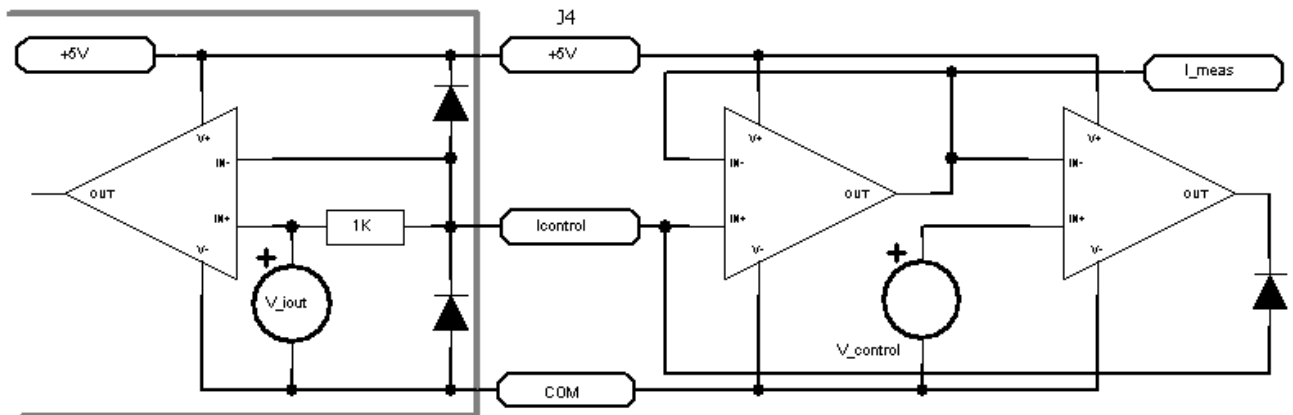 J4
+5V
+5V
I_meas
V+
IN-
OUT
IN+
V-
+
V_iout
1K
Icontrol
V+
IN-
OUT
IN+
V-
+
V_control
V+
IN-
OUT
IN+
V-
COM